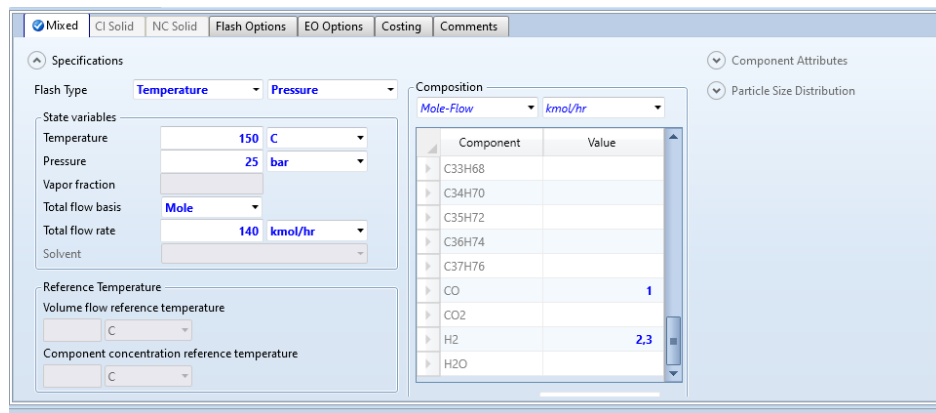 Mixed CI Solid NC Solid Flash Options EO Options Costing Comments
Specifications
Flash Type Temperature Pressure
State variables
Temperature 150 C
Pressure 25 bar
Vapor fraction
Total flow basis Mole
Total flow rate 140 kmol/hr
Solvent
Reference Temperature
Volume flow reference temperature
C
Component concentration reference temperature
C
Composition
Mole-Flow kmol/hr
Component Value
C33H68
C34H70
C35H72
C36H74
C37H76
CO 1
CO2
H2 2,3
H2O
Component Attributes
Particle Size Distribution